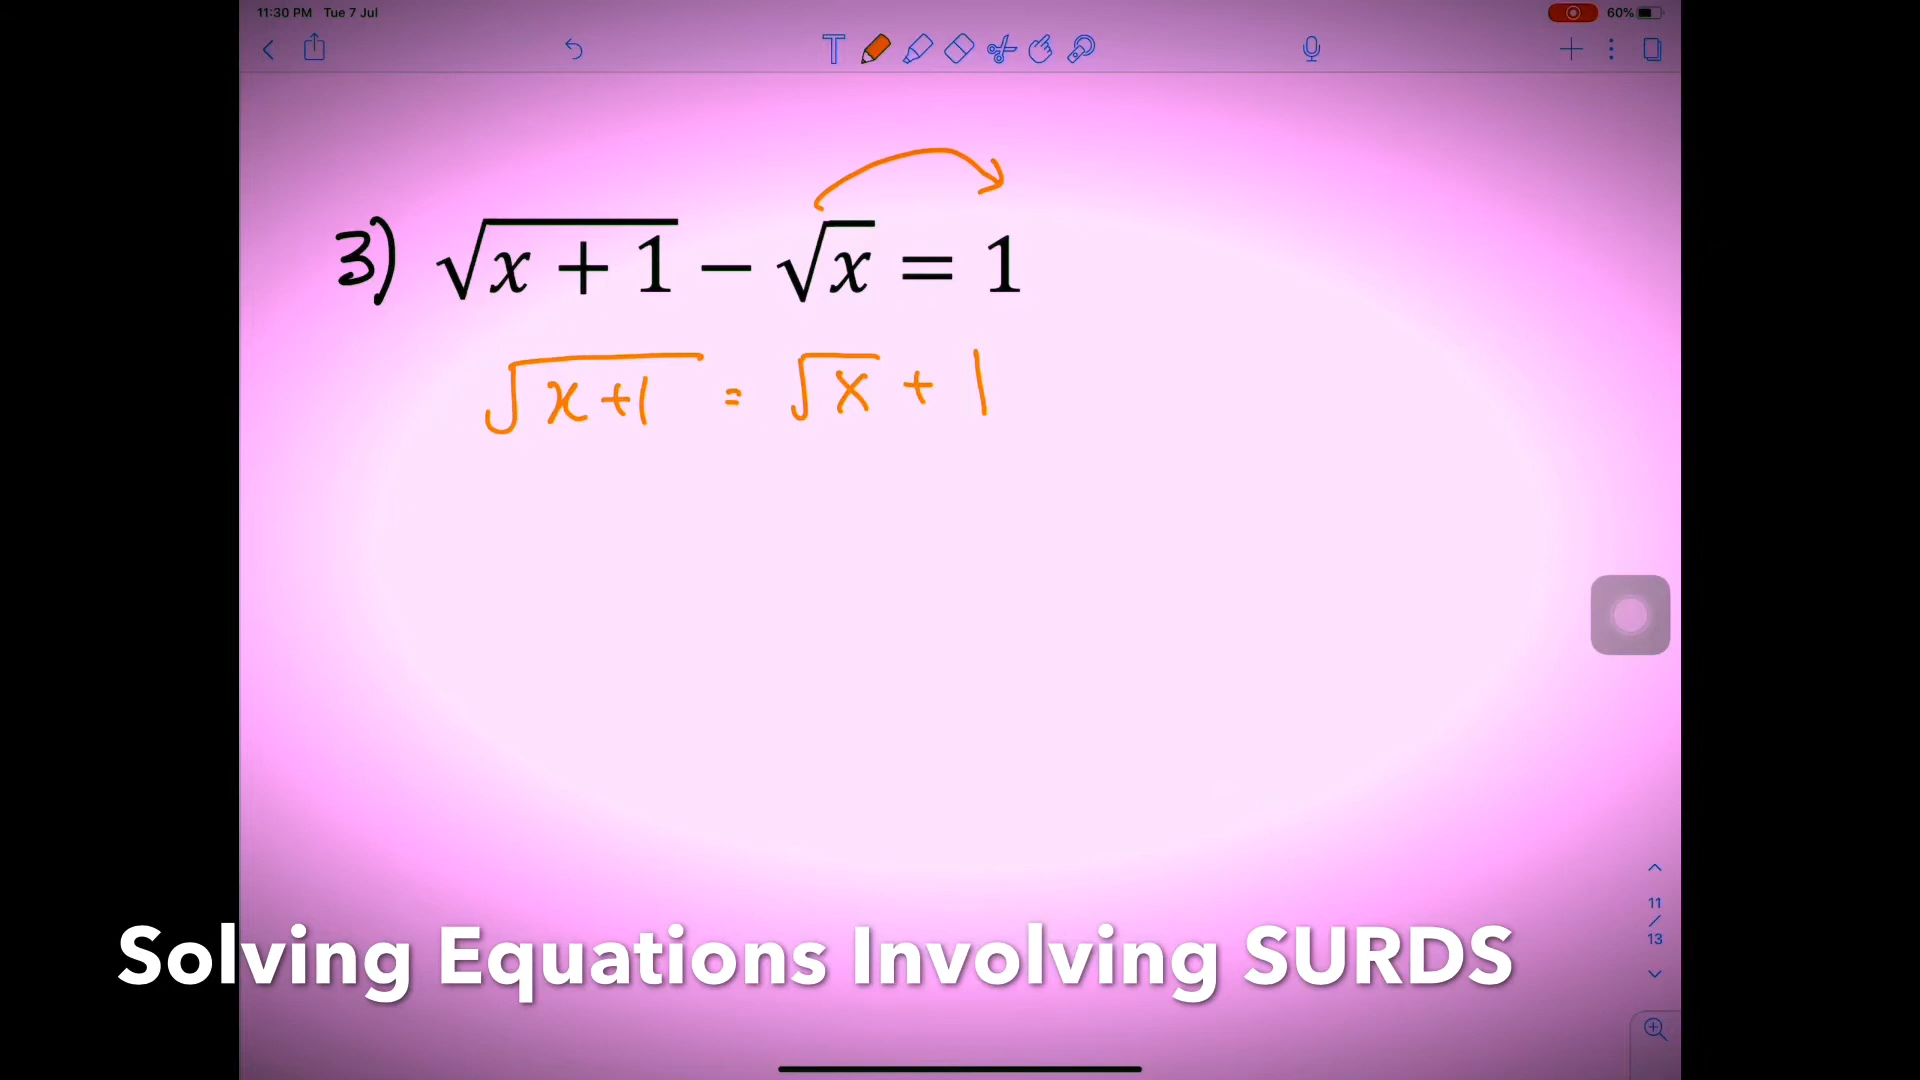 11:30 PM Tue 7 Jul
60%
T
3) √x + 1 − √x = 1
√x+1 = √x + 1
11
/
13
Solving Equations Involving SURDS